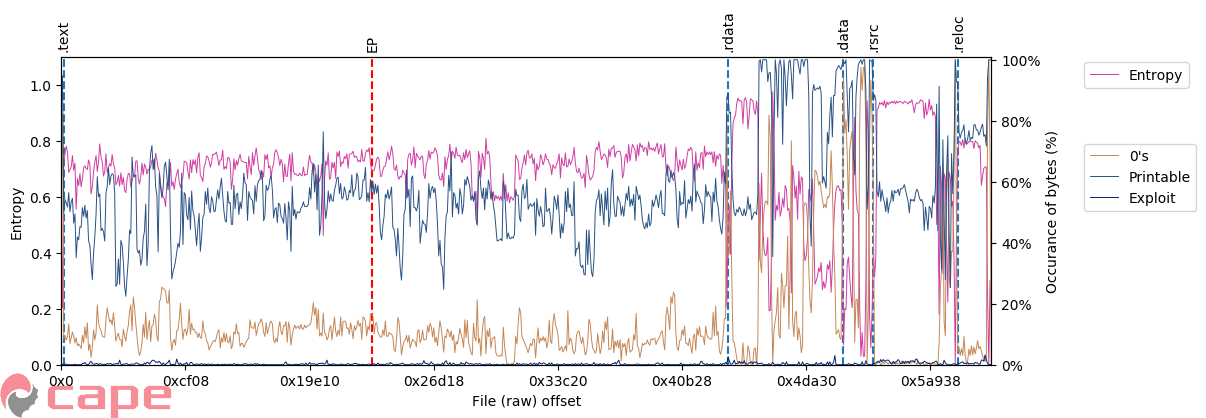 .text
EP
.rdata
.data
.rsrc
.reloc
1.0
0.8
0.6
0.4
0.2
0.0
Entropy
100%
80%
60%
40%
20%
0%
Occurance of bytes (%)
0x0
0xcf08
0x19e10
0x26d18
0x33c20
0x40b28
0x4da30
0x5a938
File (raw) offset
Entropy
0's
Printable
Exploit
cape